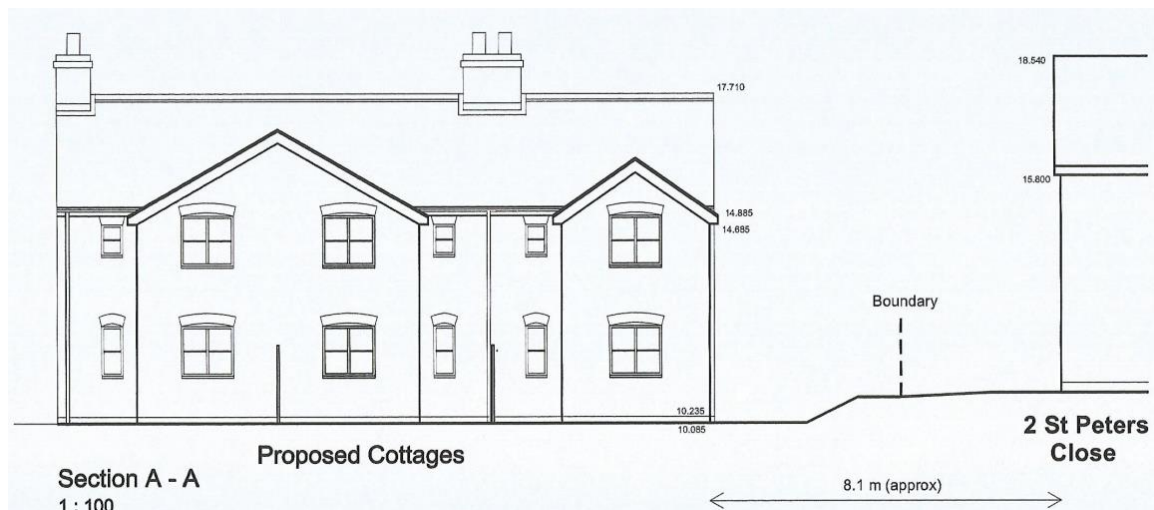 18.540
17.710
15.800
14.885
14.685
Boundary
10.235
10.085
2 St Peters
Close
Proposed Cottages
Section A - A
8.1 m (approx)
1 : 100